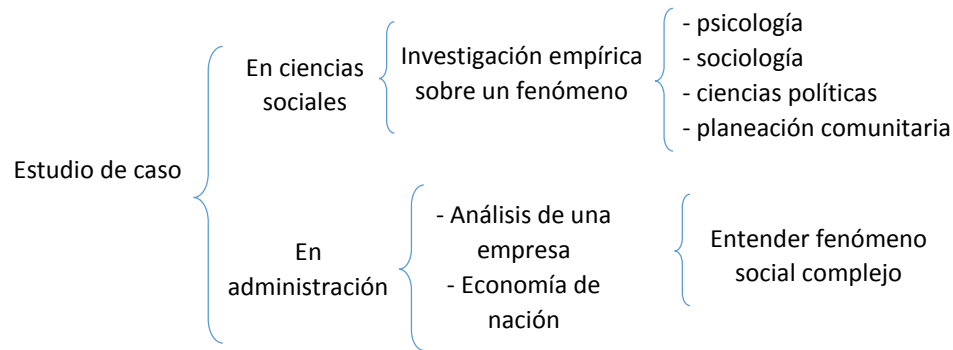 Estudio de caso
En ciencias
sociales
Investigación empírica
sobre un fenómeno
- psicología
- sociología
- ciencias políticas
- planeación comunitaria
En
administración
- Análisis de una
empresa
- Economía de
nación
Entender fenómeno
social complejo